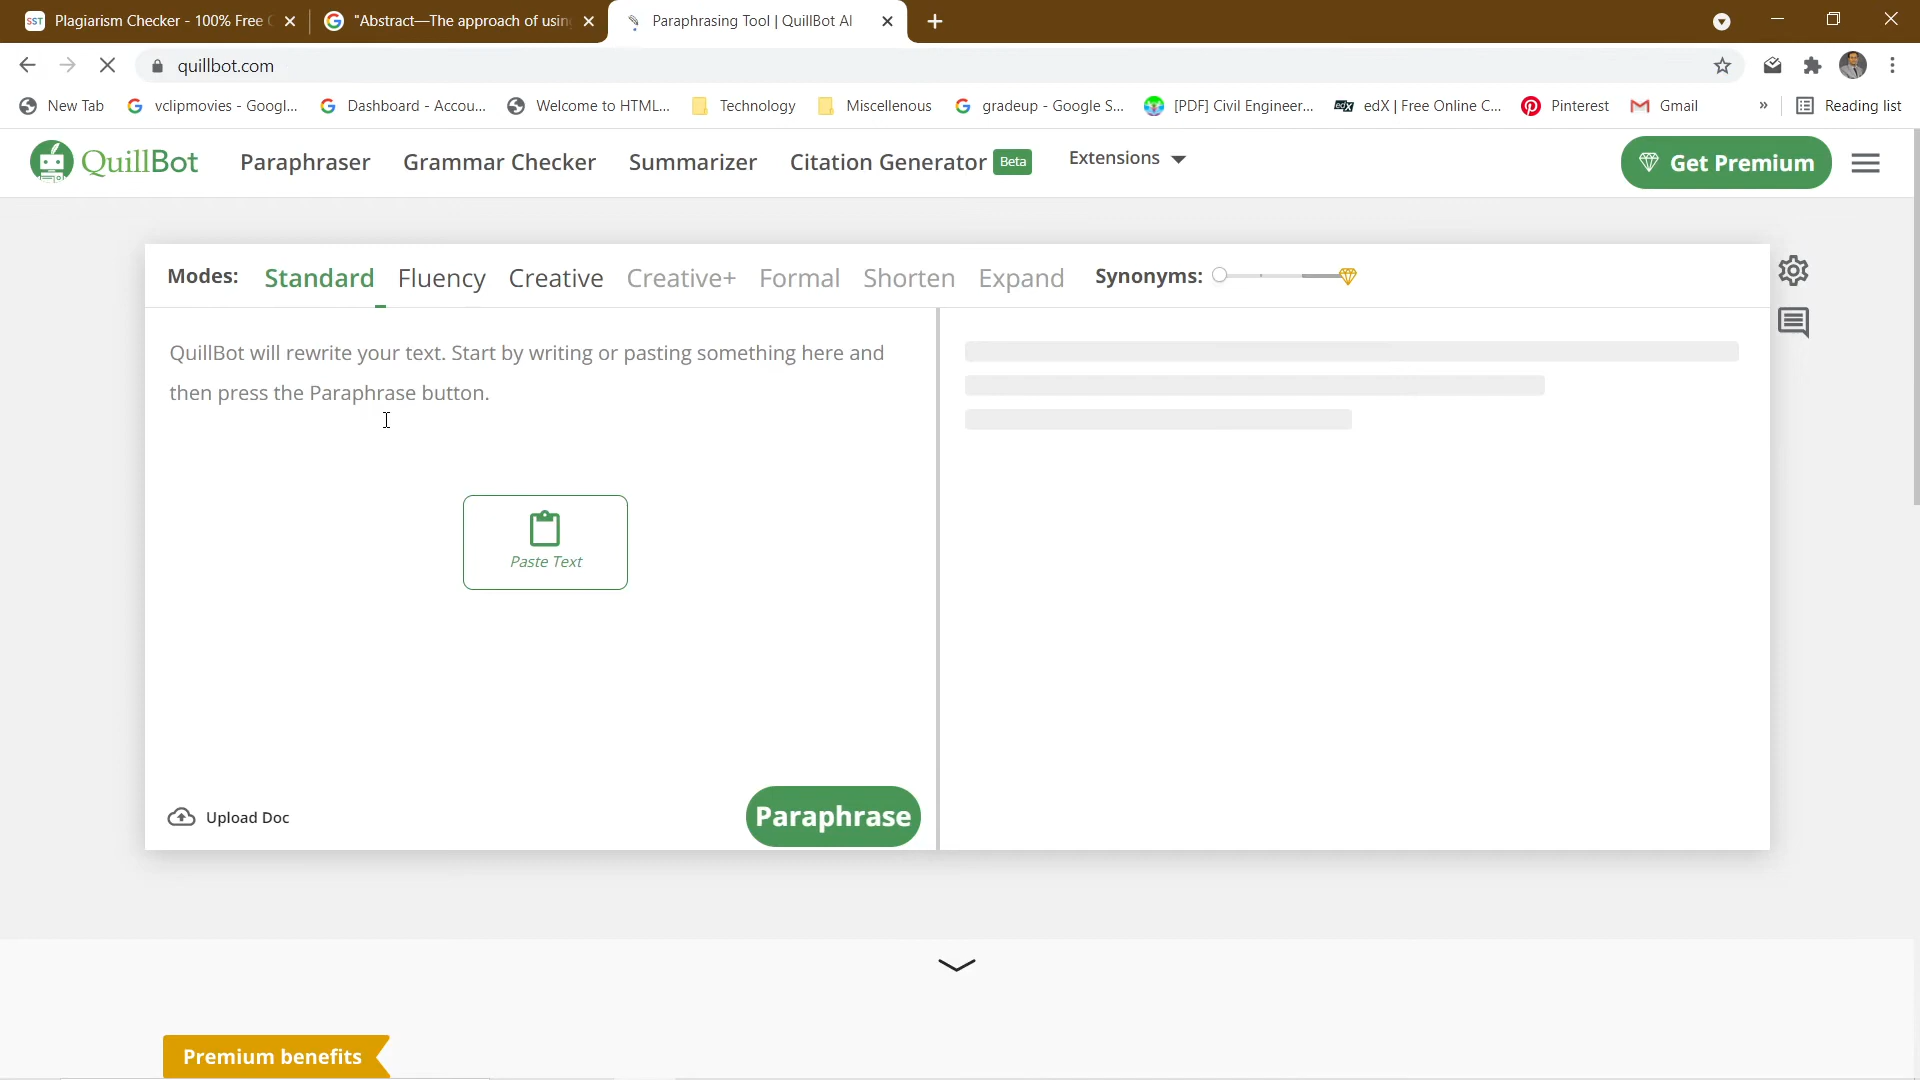 SST Plagiarism Checker - 100% Free
"Abstract—The approach of usin
Paraphrasing Tool | QuillBot AI
quillbot.com
New Tab
vclipmovies - Googl...
Dashboard - Accou...
Welcome to HTML...
Technology
Miscellenous
gradeup - Google S...
[PDF] Civil Engineer...
edX edX | Free Online C...
Pinterest
Gmail
»
Reading list
QuillBot
Paraphraser
Grammar Checker
Summarizer
Citation Generator Beta
Extensions
Get Premium
Modes: Standard Fluency Creative Creative+ Formal Shorten Expand Synonyms:
QuillBot will rewrite your text. Start by writing or pasting something here and
then press the Paraphrase button.
Paste Text
Upload Doc
Paraphrase
Premium benefits